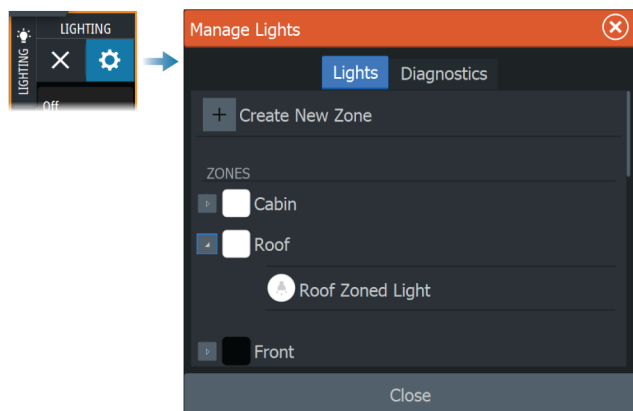 LIGHTING
LIGHTING
Off
Manage Lights
Lights Diagnostics
+ Create New Zone
ZONES
Cabin
Roof
Roof Zoned Light
Front
Close